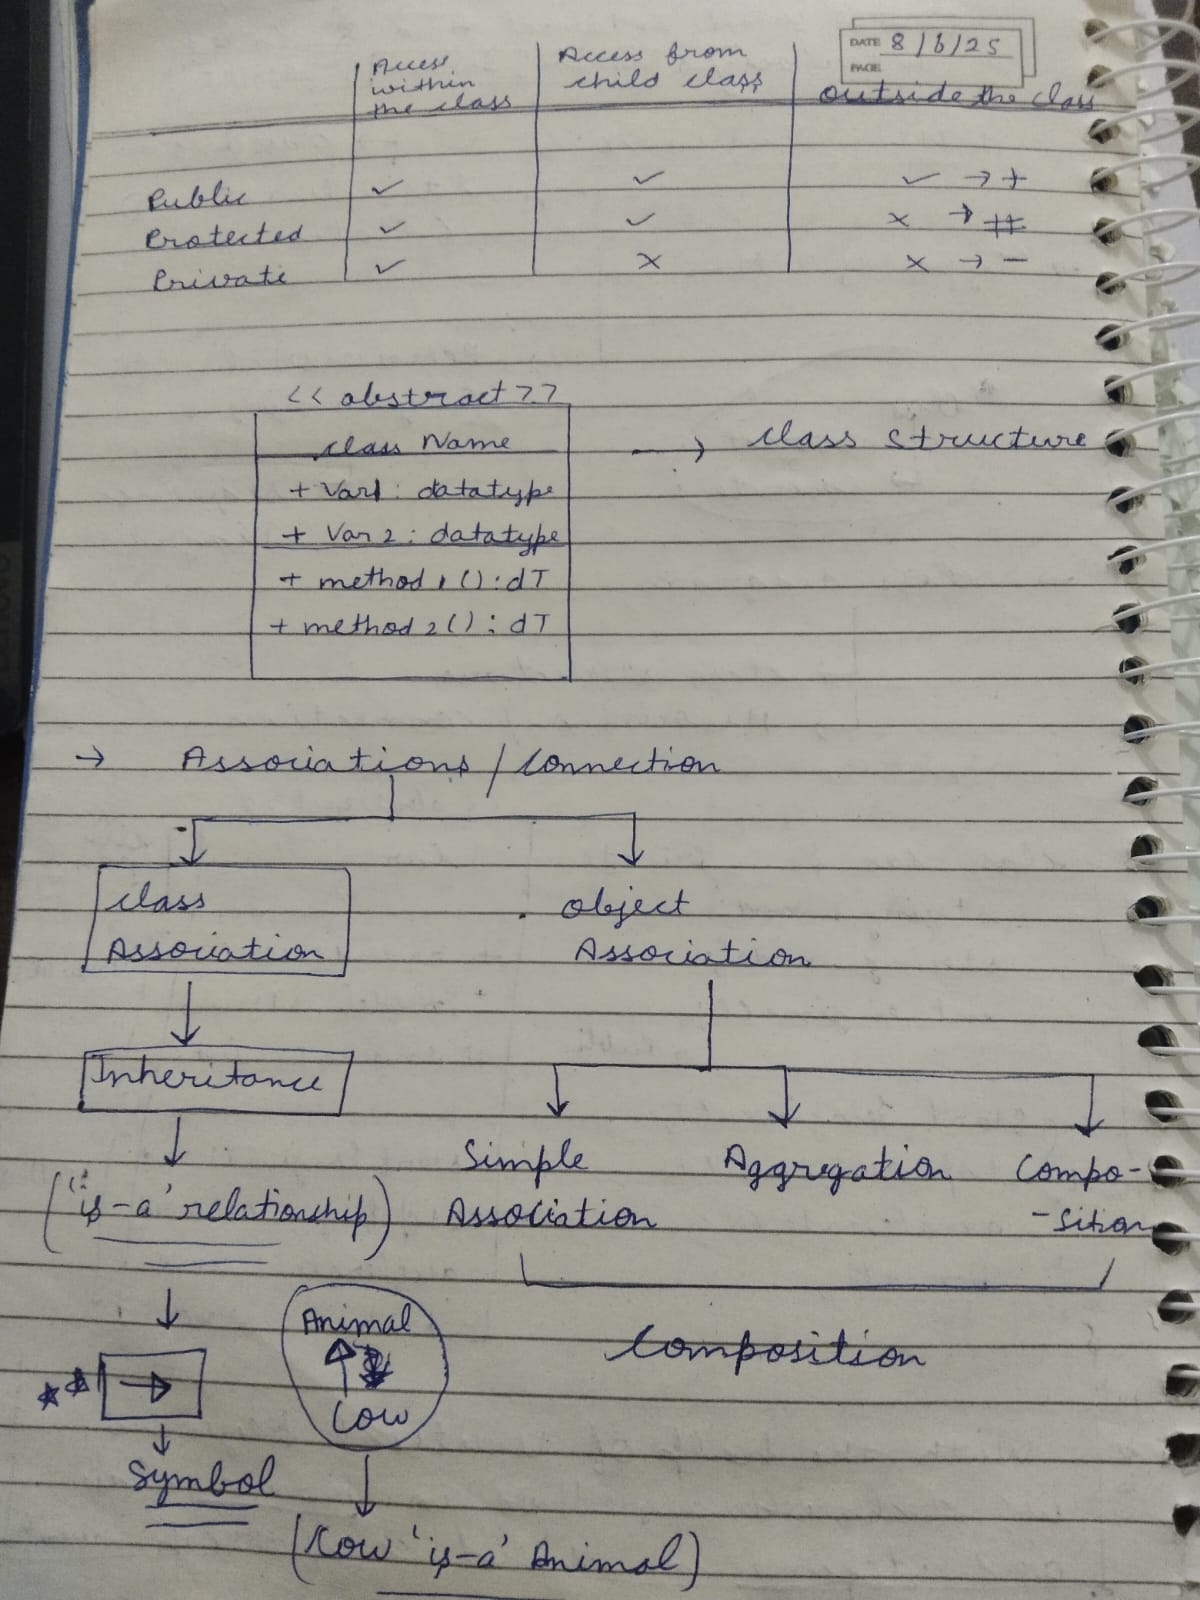 DATE 8/6/25
PAGE
Access within the class | Access from child class | outside the class
Public ✓ ✓ ✓ → +
Protected ✓ ✓ × → #
Private ✓ × × → -
<< abstract >>
Class Name → Class Structure
+ Var1 : datatype
+ Var 2 : datatype
+ method 1 () : dT
+ method 2 () : dT
→ Associations / Connection
Class Association
object Association
Inheritance
Simple Association
Aggregation
Compo-
-sition
('is-a' relationship)
Composition
Animal
Cow
Symbol
(Cow 'is-a' Animal)